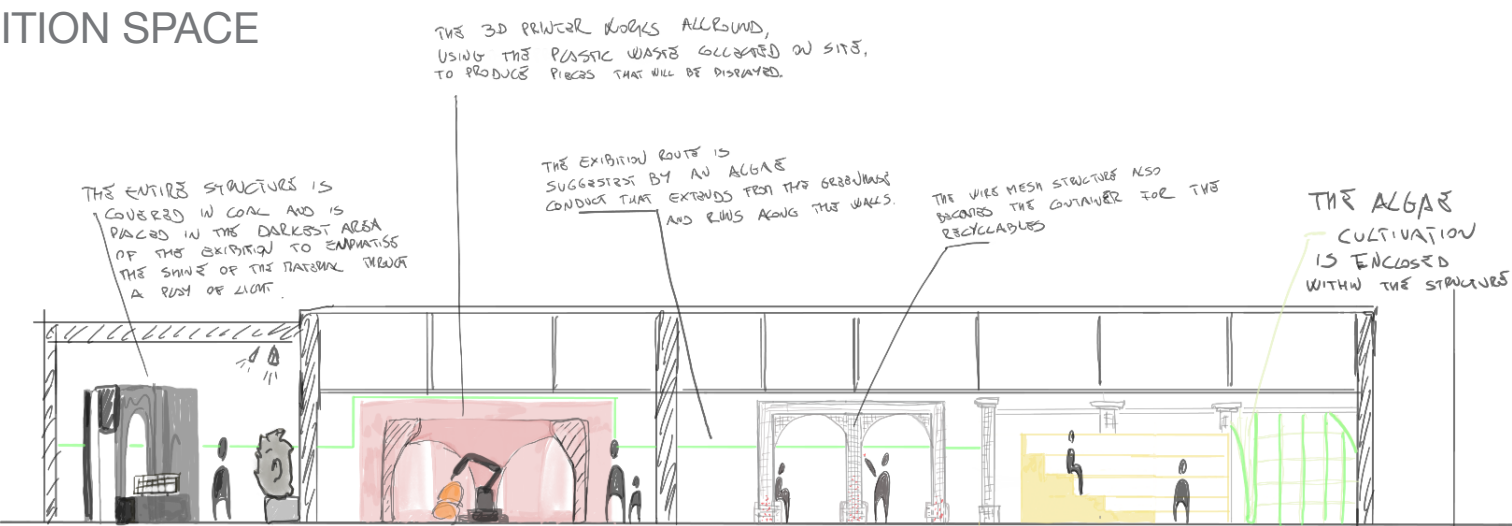 ITION SPACE
THE 3D PRINTER WORKS ALLROUND,
USING THE PLASTIC WASTE COLLECTED ON SITE,
TO PRODUCE PIECES THAT WILL BE DISPLAYED.
THE ENTIRE STRUCTURE IS
COVERED IN COAL AND IS
PLACED IN THE DARKEST AREA
OF THE EXIBITION TO EMPHATISE
THE SHINE OF THE MATERIAL
A PLAY OF LIGHT.
THE EXIBITION ROUTE IS
SUGGESTEST BY AN ALGAE
CONDUCT THAT EXTENDS FROM THE GREENHOUSE
AND RUNS ALONG THE WALLS.
THE WIRE MESH STRUCTURE ALSO
BECOMES THE CONTAINER FOR THE
RECYCLLABLES
THE ALGAE
CULTIVATION
IS ENCLOSED
WITHIN THE STRUCTURE